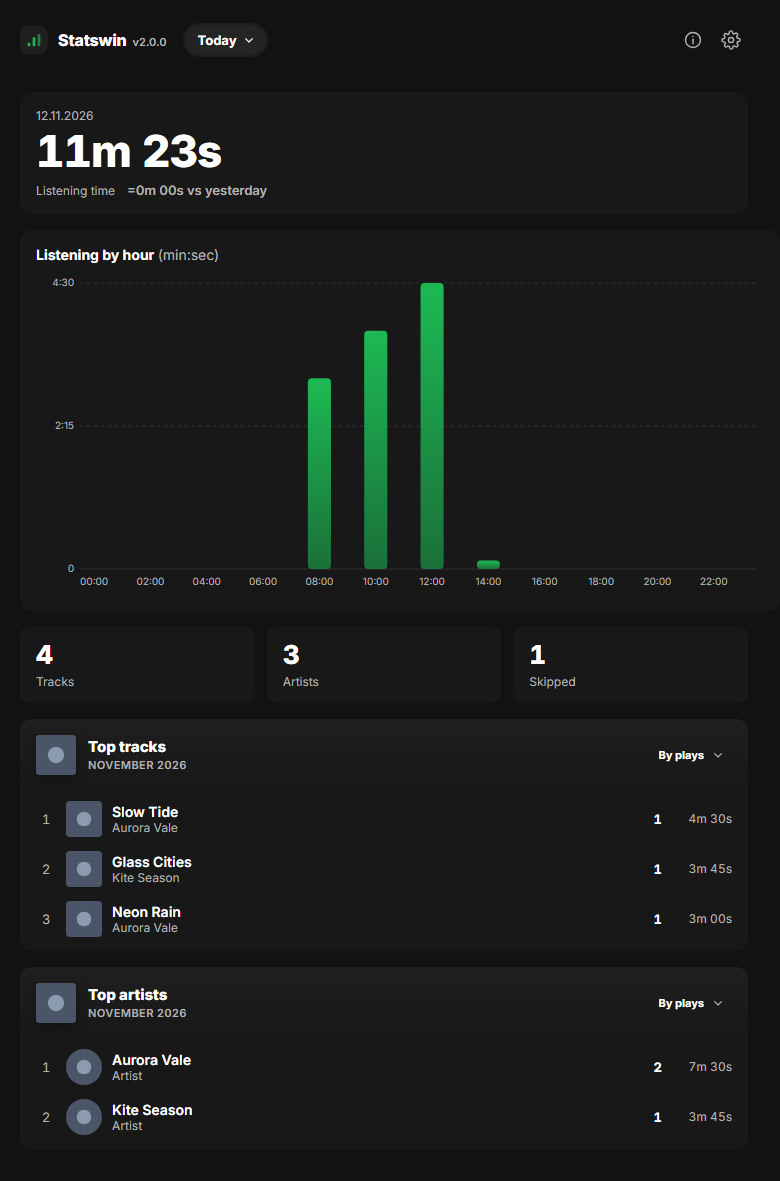 Statswin v2.0.0 Today
12.11.2026
11m 23s
Listening time =0m 00s vs yesterday
Listening by hour (min:sec)
4:30
2:15
0
00:00 02:00 04:00 06:00 08:00 10:00 12:00 14:00 16:00 18:00 20:00 22:00
4
Tracks
3
Artists
1
Skipped
Top tracks
NOVEMBER 2026
By plays
1 Slow Tide 1 4m 30s
Aurora Vale
2 Glass Cities 1 3m 45s
Kite Season
3 Neon Rain 1 3m 00s
Aurora Vale
Top artists
NOVEMBER 2026
By plays
1 Aurora Vale 2 7m 30s
Artist
2 Kite Season 1 3m 45s
Artist